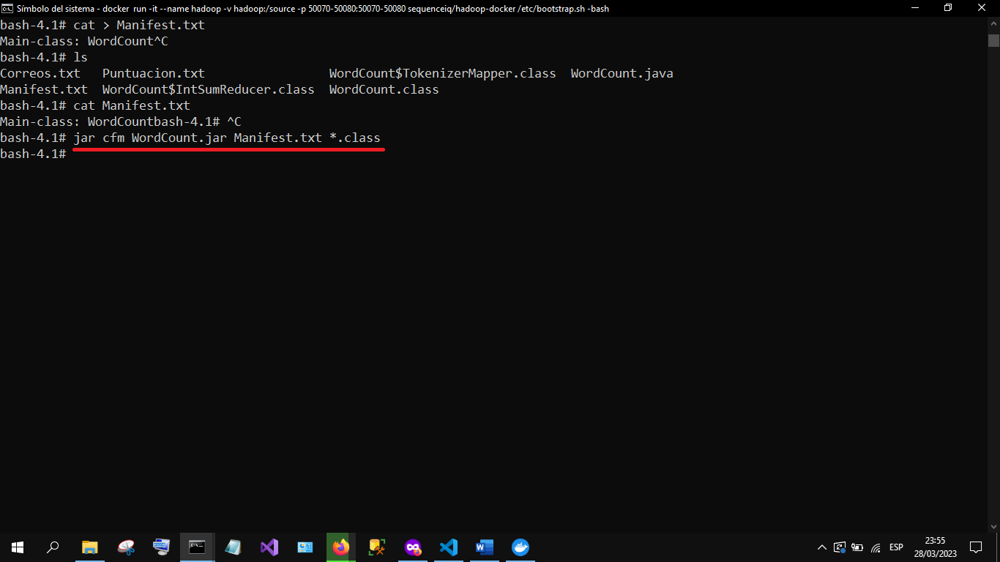 Símbolo del sistema - docker  run -it --name hadoop -v hadoop:/source -p 50070-50080:50070-50080 sequenceiq/hadoop-docker /etc/bootstrap.sh -bash
bash-4.1# cat > Manifest.txt
Main-class: WordCount^C
bash-4.1# ls
Correos.txt   Puntuacion.txt                 WordCount$TokenizerMapper.class  WordCount.java
Manifest.txt  WordCount$IntSumReducer.class  WordCount.class
bash-4.1# cat Manifest.txt
Main-class: WordCountbash-4.1# ^C
bash-4.1# jar cfm WordCount.jar Manifest.txt *.class
bash-4.1#
ESP
23:55
28/03/2023